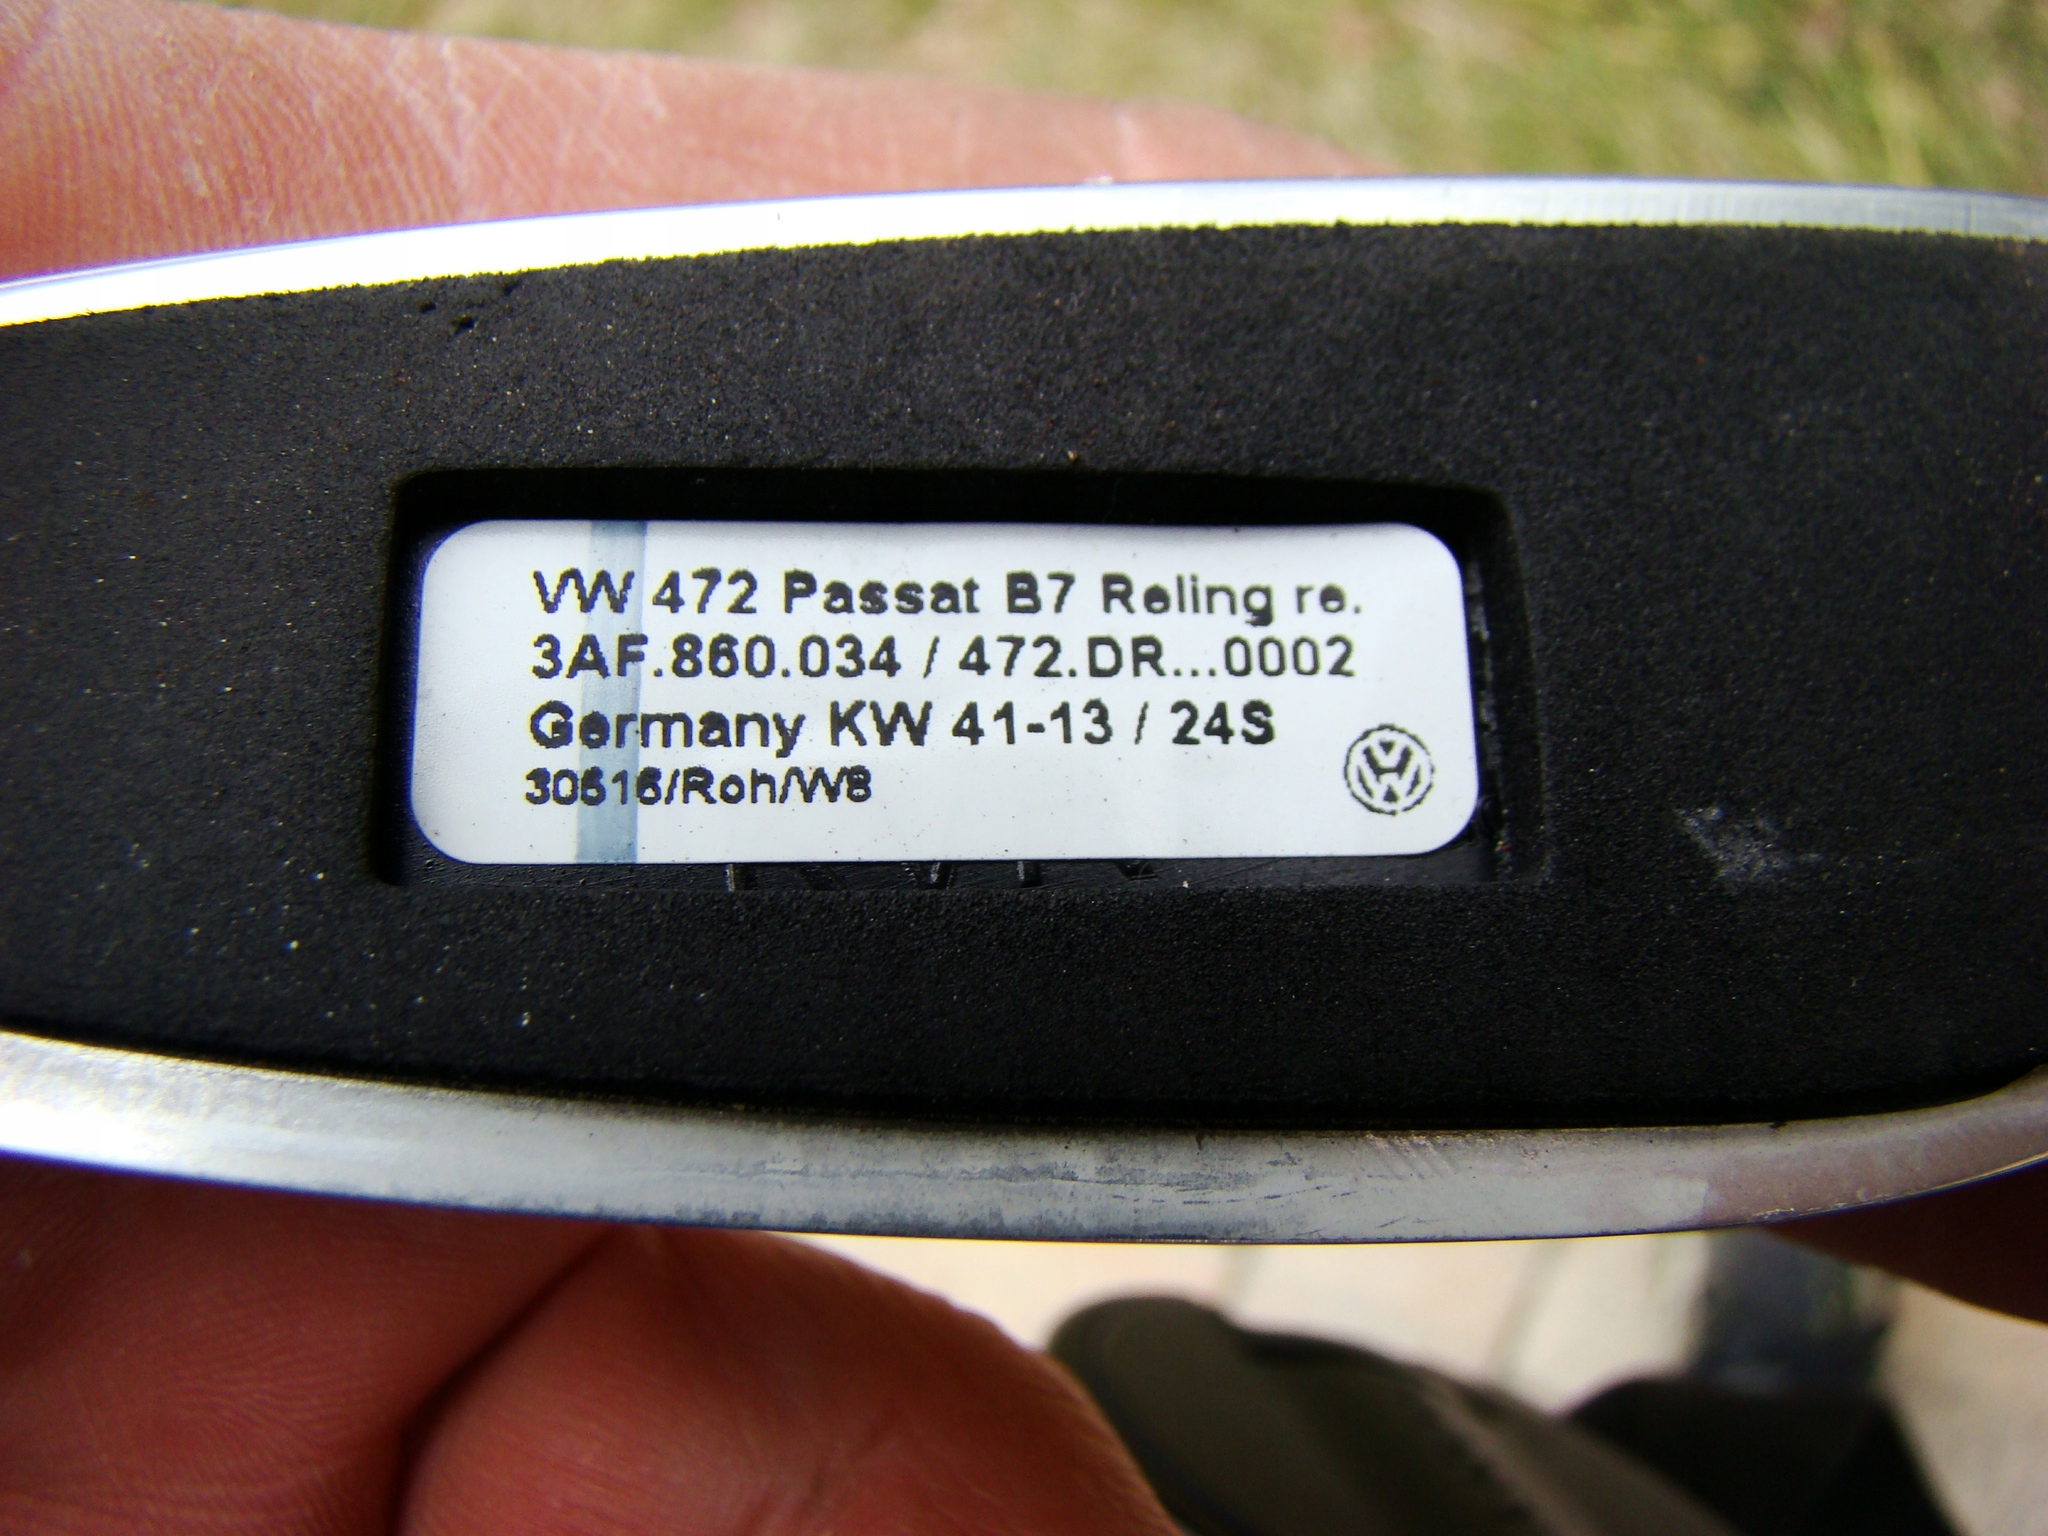 VW 472 Passat B7 Reling re.
3AF.860.034 / 472.DR...0002
Germany KW 41-13 / 24S
30516/Roh/W8